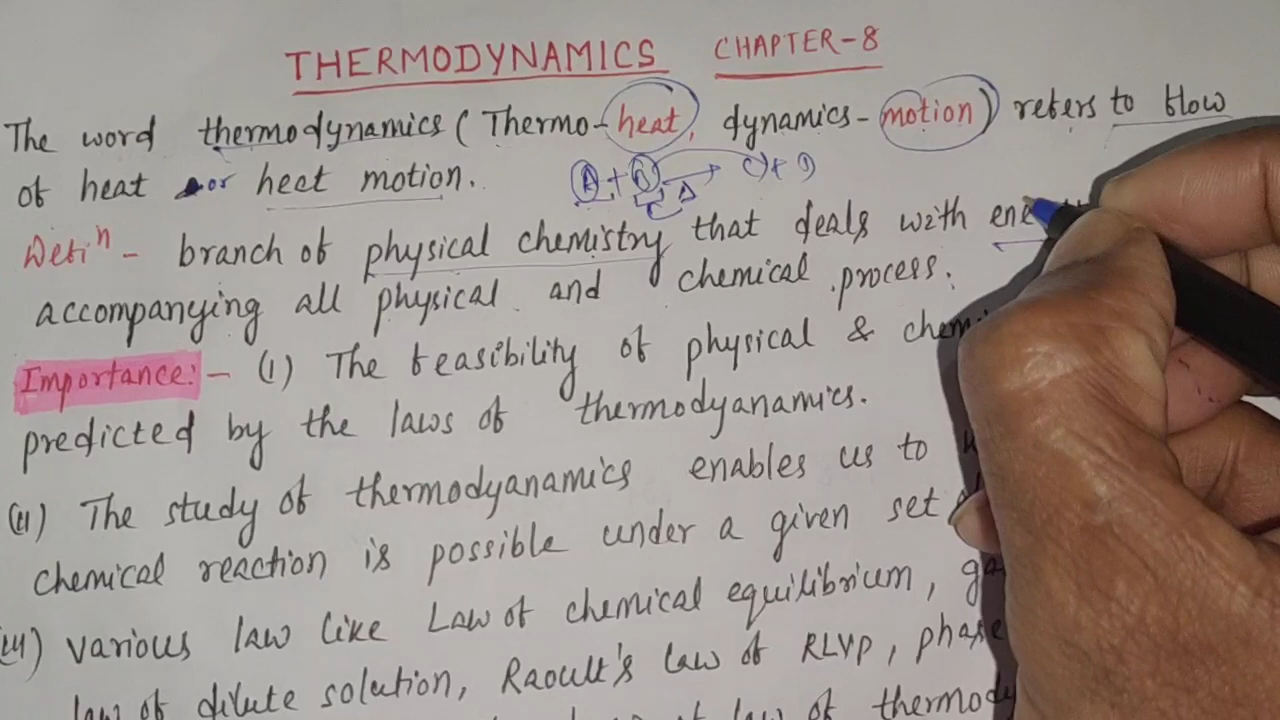 THERMODYNAMICS CHAPTER-8
The word thermodynamics ( Thermo-heat, dynamics-motion) refers to flow
of heat or heat motion.
A + B → C + D
Defiⁿ - branch of physical chemistry that deals with
accompanying all physical and chemical process.
Importance:- (i) The feasibility of physical &
predicted by the laws of thermodyanamics.
(ii) The study of thermodyanamics enables us to
chemical reaction is possible under a given set
(iii) various law like Law of chemical equilibrium,
law of dilute solution, Raoult's law of RLVP, phase
law of